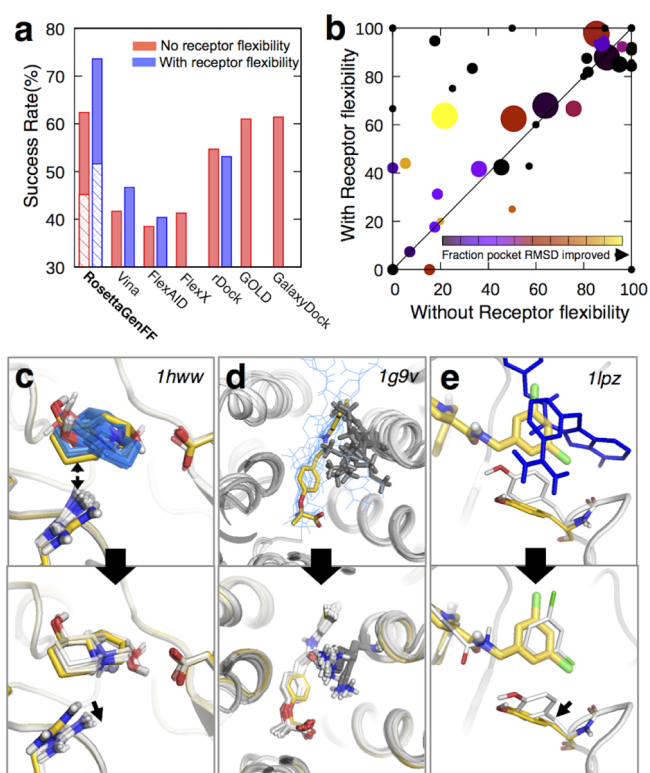 a
80
70
60
50
40
30
Success Rate(%)
No receptor flexibility
With receptor flexibility
RosettaGenFF
Vina
FlexAID
FlexX
rDock
GOLD
GalaxyDock
b
100
80
60
40
20
0
With Receptor flexibility
Fraction pocket RMSD improved
0
20
40
60
80
100
Without Receptor flexibility
c
1hww
d
1g9v
e
1lpz